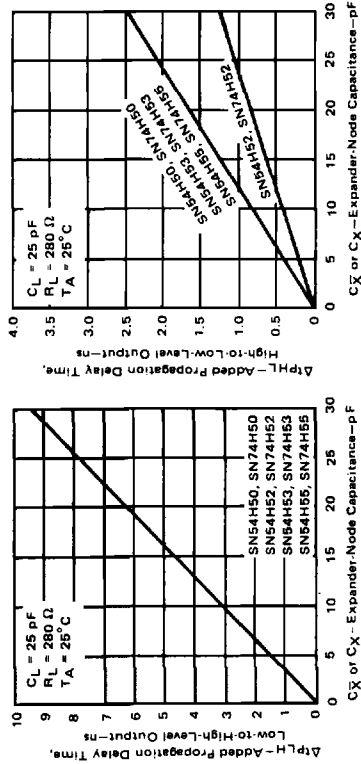 ΔtPLH–Added Propagation Delay Time,
Low-to-High-Level Output–ns
10
9
8
7
6
5
4
3
2
1
0
CL = 25 pF
RL = 280 Ω
TA = 25°C
SN54H50, SN74H50
SN54H52, SN74H52
SN54H53, SN74H53
SN54H55, SN74H55
0 5 10 15 20 25 30
CX̅ or CX – Expander-Node Capacitance–pF
ΔtPHL–Added Propagation Delay Time,
High-to-Low-Level Output–ns
4.0
3.5
3.0
2.5
2.0
1.5
1.0
0.5
0
CL = 25 pF
RL = 280 Ω
TA = 25°C
SN54H50, SN74H50
SN54H53, SN74H53
SN54H55, SN74H56
SN54H52, SN74H52
0 5 10 15 20 25 30
CX̅ or CX –Expander-Node Capacitance–pF